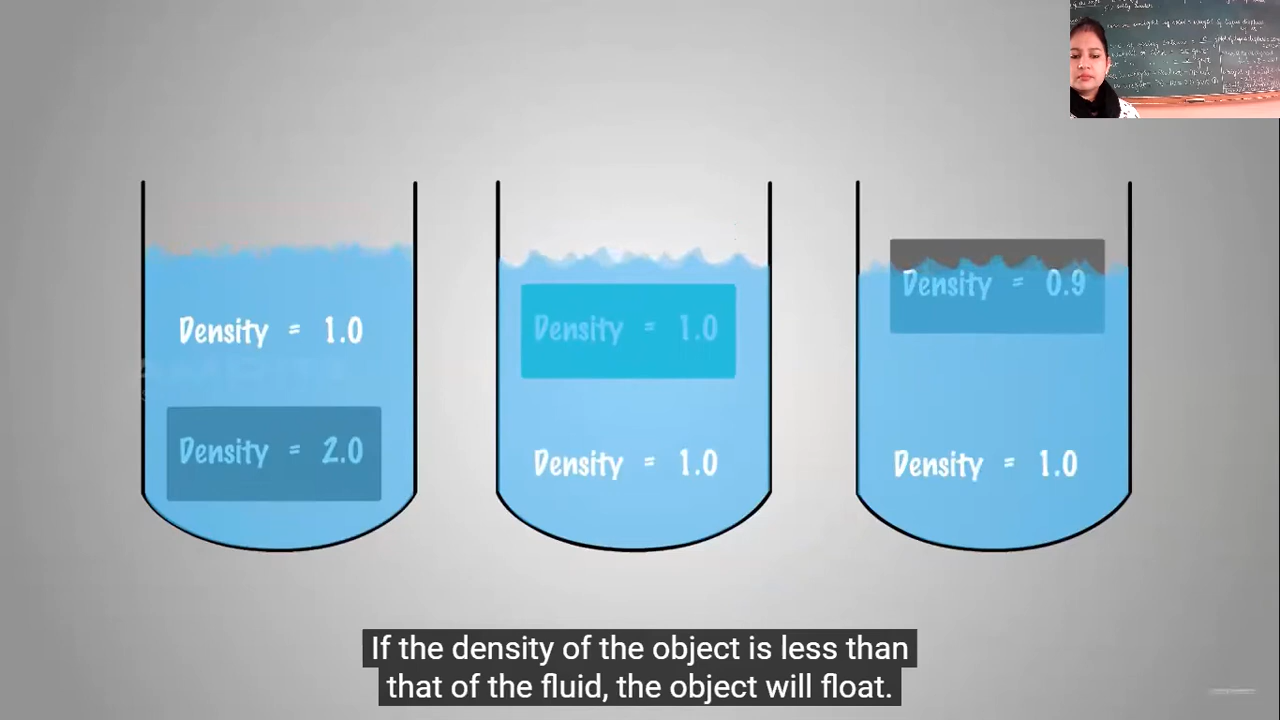 Density = 1.0
Density = 2.0
Density = 1.0
Density = 1.0
Density = 0.9
Density = 1.0
If the density of the object is less than
that of the fluid, the object will float.